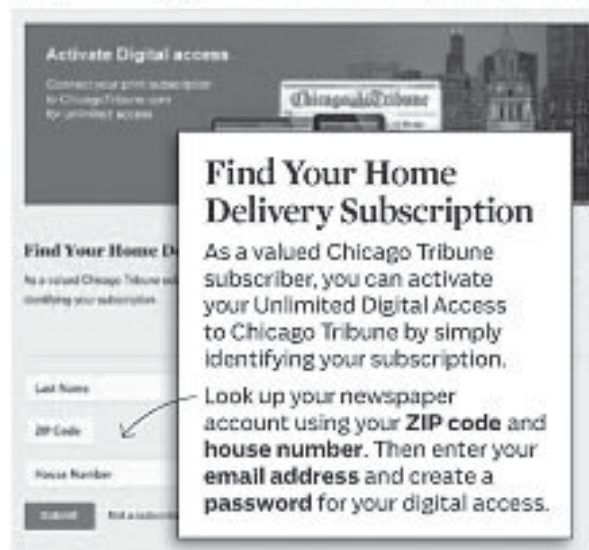 Activate Digital access
Connect your print subscription
to ChicagoTribune.com
for unlimited access
Chicago Tribune
Find Your Home
Delivery Subscription
As a valued Chicago Tribune
subscriber, you can activate
your Unlimited Digital Access
to Chicago Tribune by simply
identifying your subscription.
Look up your newspaper
account using your ZIP code and
house number. Then enter your
email address and create a
password for your digital access.
Find Your Home D
As a valued Chicago Tribune
identifying your subscription.
Last Name
ZIP Code
House Number
Submit
Not a